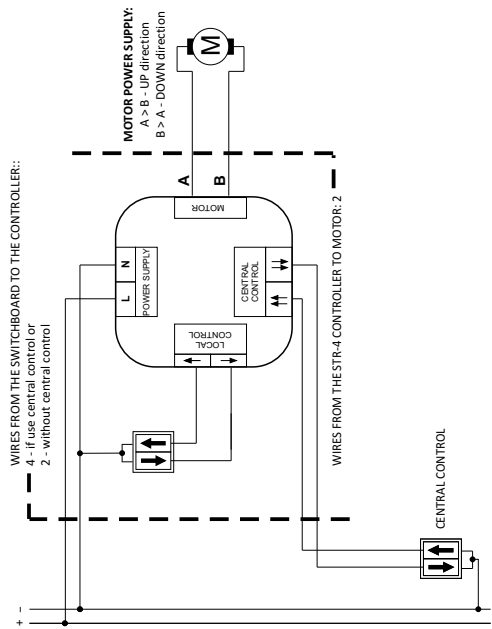 WIRES FROM THE SWITCHBOARD TO THE CONTROLLER::
4 - if use central control or
2 - without central control
MOTOR POWER SUPPLY:
A > B - UP direction
B > A - DOWN direction
M
A
B
L N
POWER SUPPLY
MOTOR
LOCAL
CONTROL
CENTRAL
CONTROL
WIRES FROM THE STR-4 CONTROLLER TO MOTOR: 2
CENTRAL CONTROL
+ -